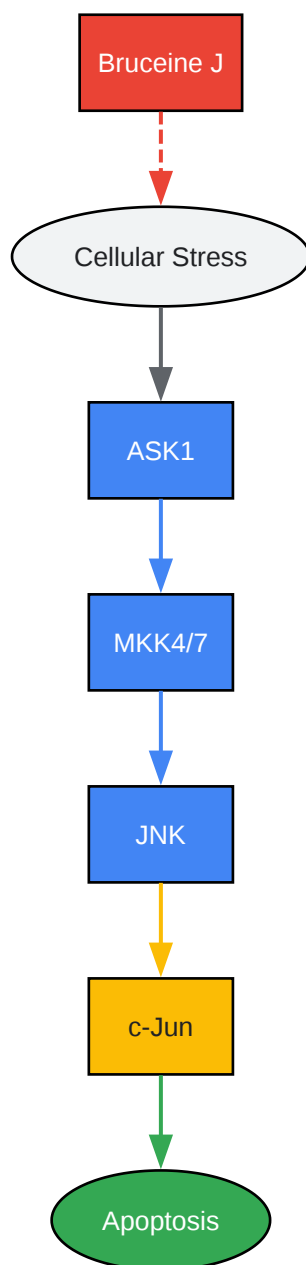 Bruceine J
Cellular Stress
ASK1
MKK4/7
JNK
c-Jun
Apoptosis